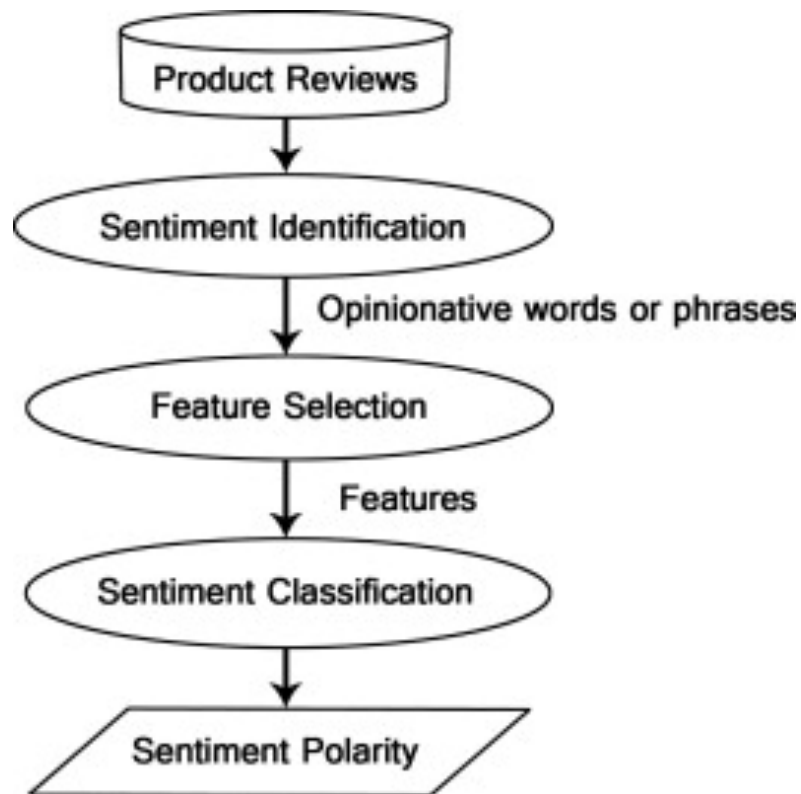 Product Reviews
Sentiment Identification
Opinionative words or phrases
Feature Selection
Features
Sentiment Classification
Sentiment Polarity